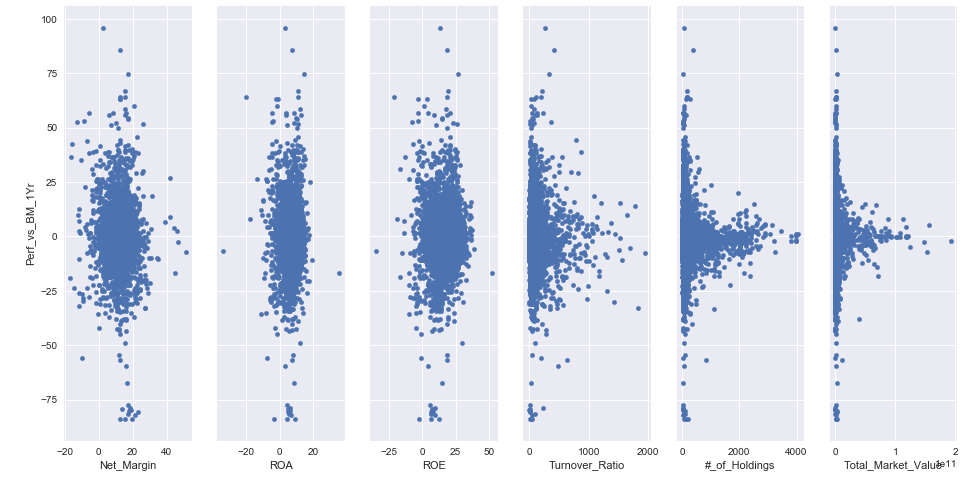 100
75
50
25
0
−25
−50
−75
Perf_vs_BM_1Yr
−20 0 20 40
Net_Margin
0 20
ROA
−25 0 25 50
ROE
0 1000 2000
Turnover_Ratio
0 2000 4000
#_of_Holdings
0 1 2
Total_Market_Value
1e11